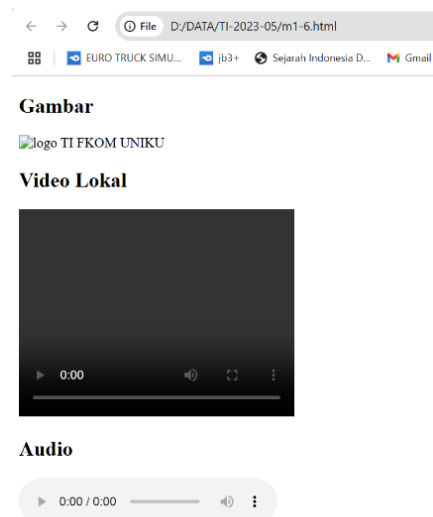 File D:/DATA/TI-2023-05/m1-6.html
EURO TRUCK SIMU... jb3+ Sejarah Indonesia D... Gmail
Gambar
logo TI FKOM UNIKU
Video Lokal
0:00
Audio
0:00 / 0:00